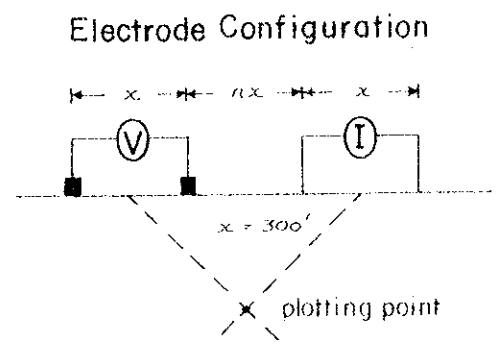 Electrode Configuration
x nx x
V I
x = 300'
plotting point